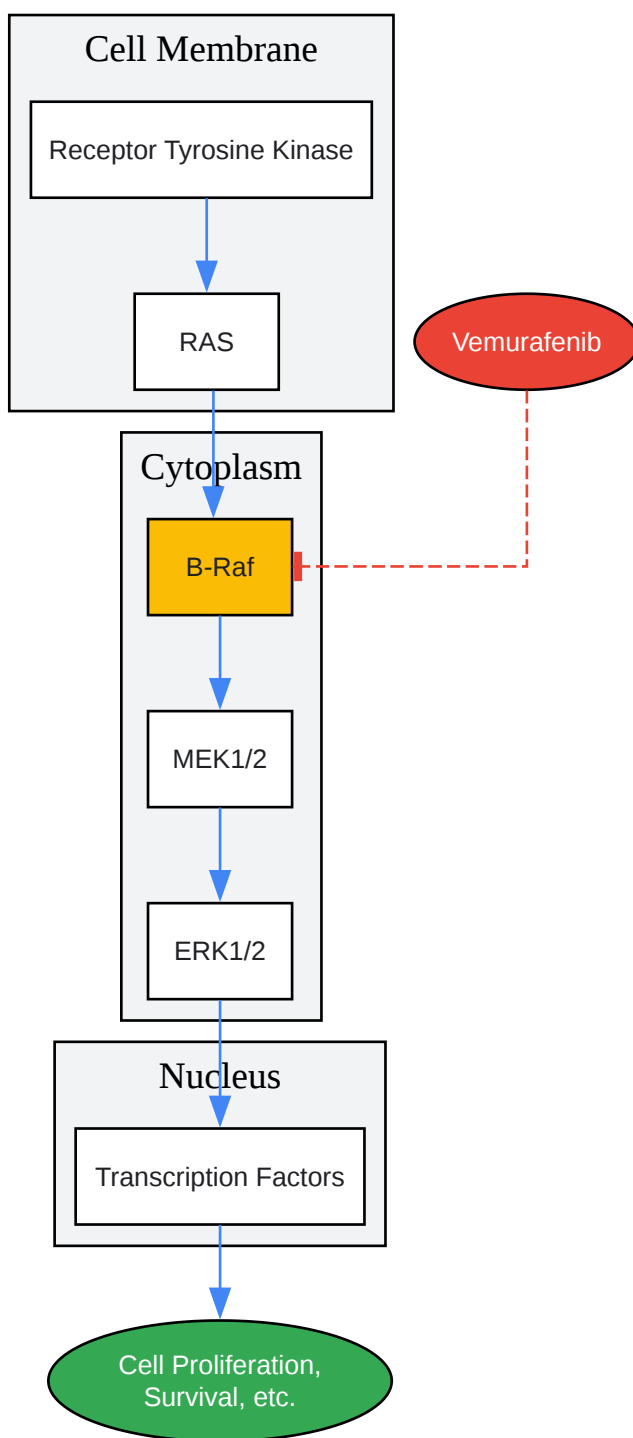 Cell Membrane
Receptor Tyrosine Kinase
RAS
Vemurafenib
Cytoplasm
B-Raf
MEK1/2
ERK1/2
Nucleus
Transcription Factors
Cell Proliferation,
Survival, etc.